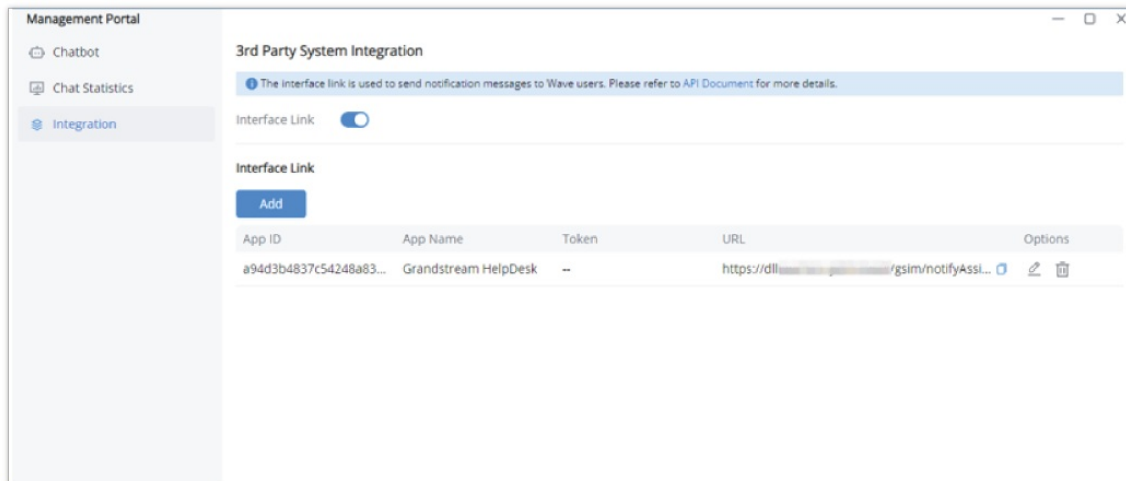 Management Portal
Chatbot
Chat Statistics
Integration
3rd Party System Integration
The interface link is used to send notification messages to Wave users. Please refer to API Document for more details.
Interface Link
Interface Link
Add
App ID App Name Token URL Options
a94d3b4837c54248a83... Grandstream HelpDesk -- https://dll /gsim/notifyAssi...